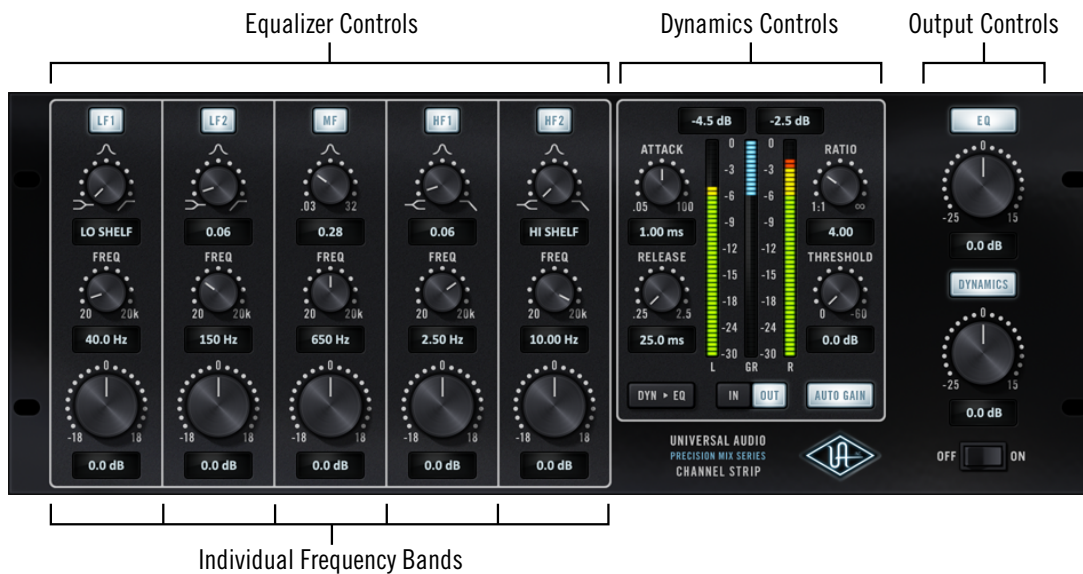 Equalizer Controls
Dynamics Controls
Output Controls
LF1
LF2
MF
HF1
HF2
.03 32
LO SHELF
0.06
0.28
0.06
HI SHELF
FREQ
FREQ
FREQ
FREQ
FREQ
20 20k
20 20k
20 20k
20 20k
20 20k
40.0 Hz
150 Hz
650 Hz
2.50 Hz
10.00 Hz
0
0
0
0
0
-18 18
-18 18
-18 18
-18 18
-18 18
0.0 dB
0.0 dB
0.0 dB
0.0 dB
0.0 dB
-4.5 dB
-2.5 dB
ATTACK
.05 100
1.00 ms
RELEASE
.25 2.5
25.0 ms
0 0
-3 -3
-6 -6
-9 -9
-12 -12
-15 -15
-18 -18
-24 -24
-30 -30
L GR R
RATIO
1:1 ∞
4.00
THRESHOLD
0 -60
0.0 dB
DYN ▸ EQ
IN
OUT
AUTO GAIN
UNIVERSAL AUDIO
PRECISION MIX SERIES
CHANNEL STRIP
UA
EQ
0
-25 15
0.0 dB
DYNAMICS
0
-25 15
0.0 dB
OFF ON
Individual Frequency Bands